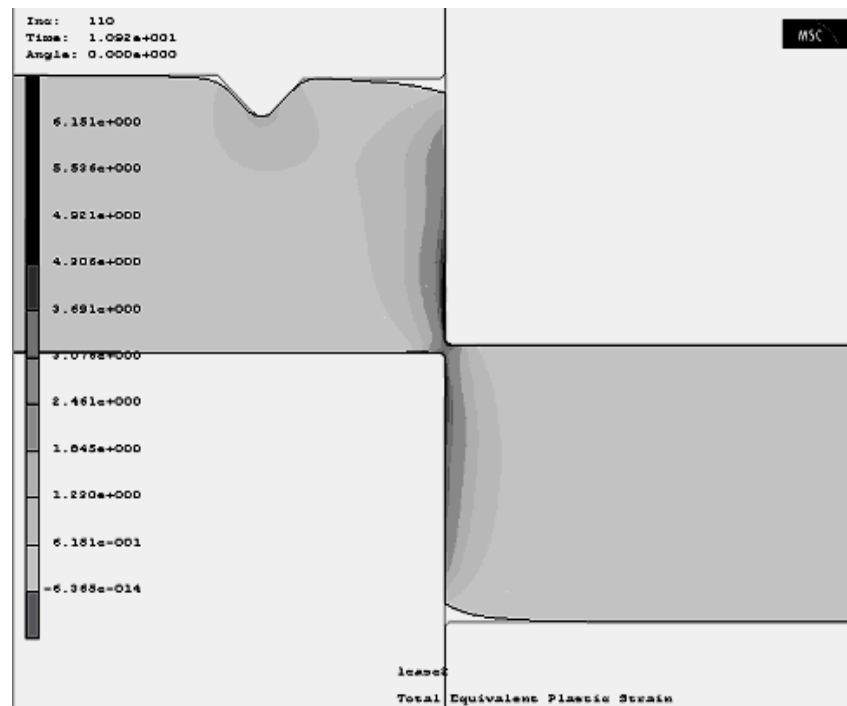 Inc: 110
Time: 1.092e+001
Angle: 0.000e+000
MSC
6.151e+000
5.536e+000
4.921e+000
4.306e+000
3.691e+000
3.076e+000
2.461e+000
1.845e+000
1.230e+000
6.151e-001
-6.365e-014
lcase2
Total Equivalent Plastic Strain